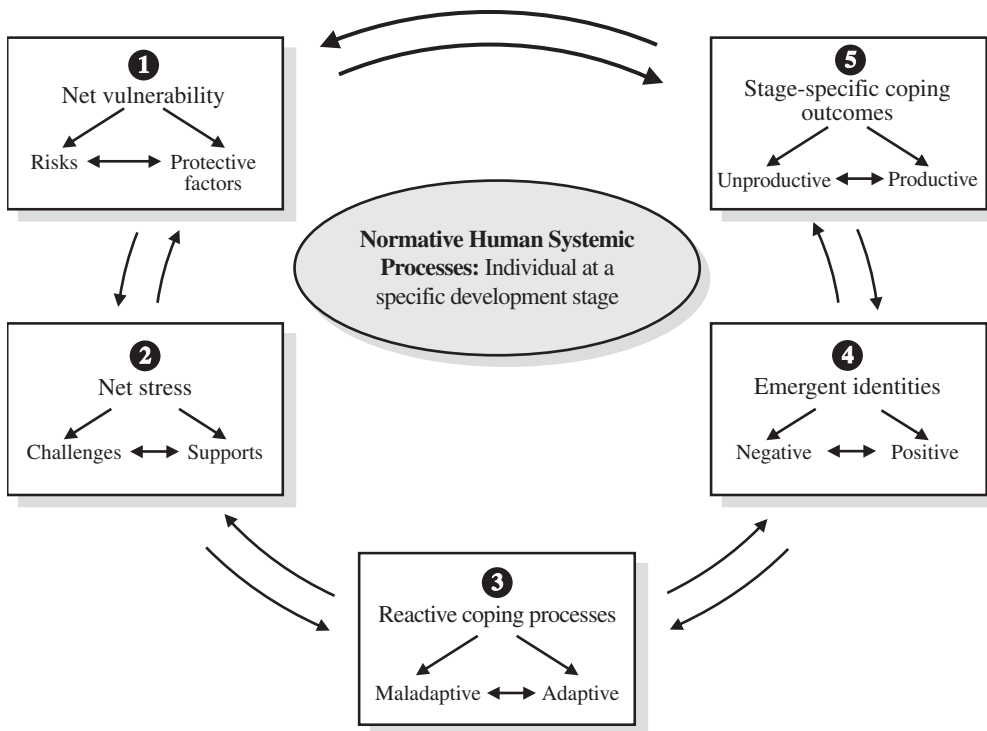 1
Net vulnerability
Risks
Protective
factors
2
Net stress
Challenges
Supports
3
Reactive coping processes
Maladaptive
Adaptive
4
Emergent identities
Negative
Positive
5
Stage-specific coping
outcomes
Unproductive
Productive
Normative Human Systemic
Processes: Individual at a
specific development stage